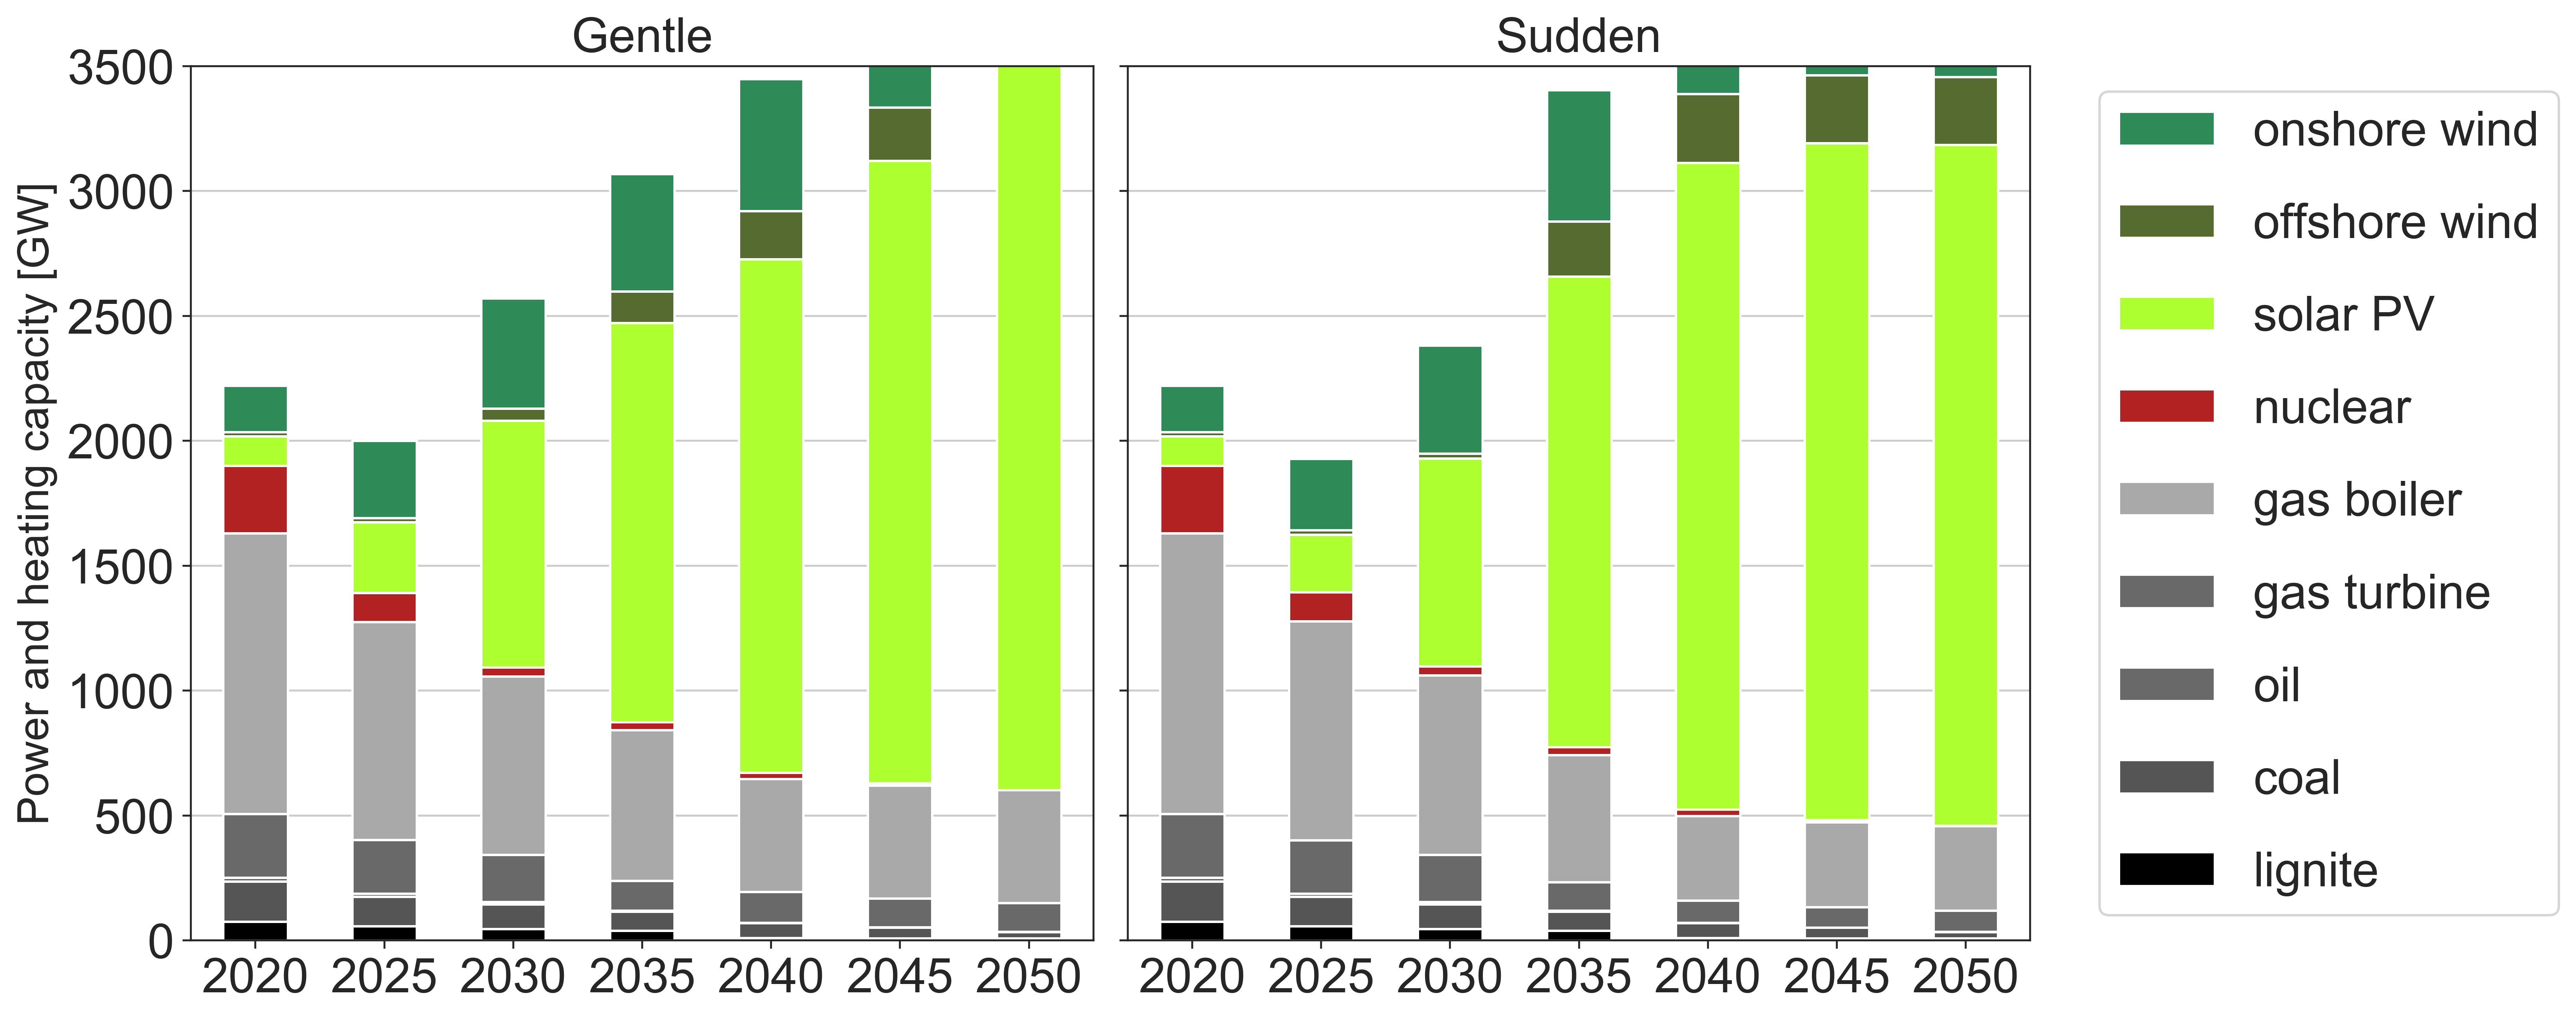 Gentle
Sudden
Power and heating capacity [GW]
3500
3000
2500
2000
1500
1000
500
0
2020 2025 2030 2035 2040 2045 2050
2020 2025 2030 2035 2040 2045 2050
onshore wind
offshore wind
solar PV
nuclear
gas boiler
gas turbine
oil
coal
lignite